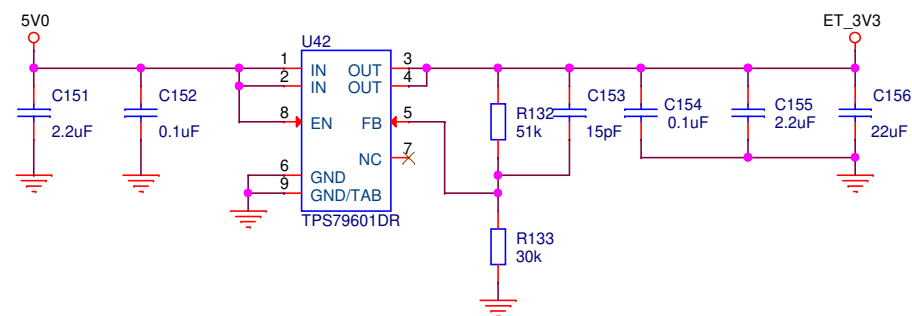 5V0
ET_3V3
U42
1 IN OUT 3
2 IN OUT 4
8 EN FB 5
NC 7
6 GND
9 GND/TAB
TPS79601DR
C151
2.2uF
C152
0.1uF
R132
51k
C153
15pF
C154
0.1uF
C155
2.2uF
C156
22uF
R133
30k